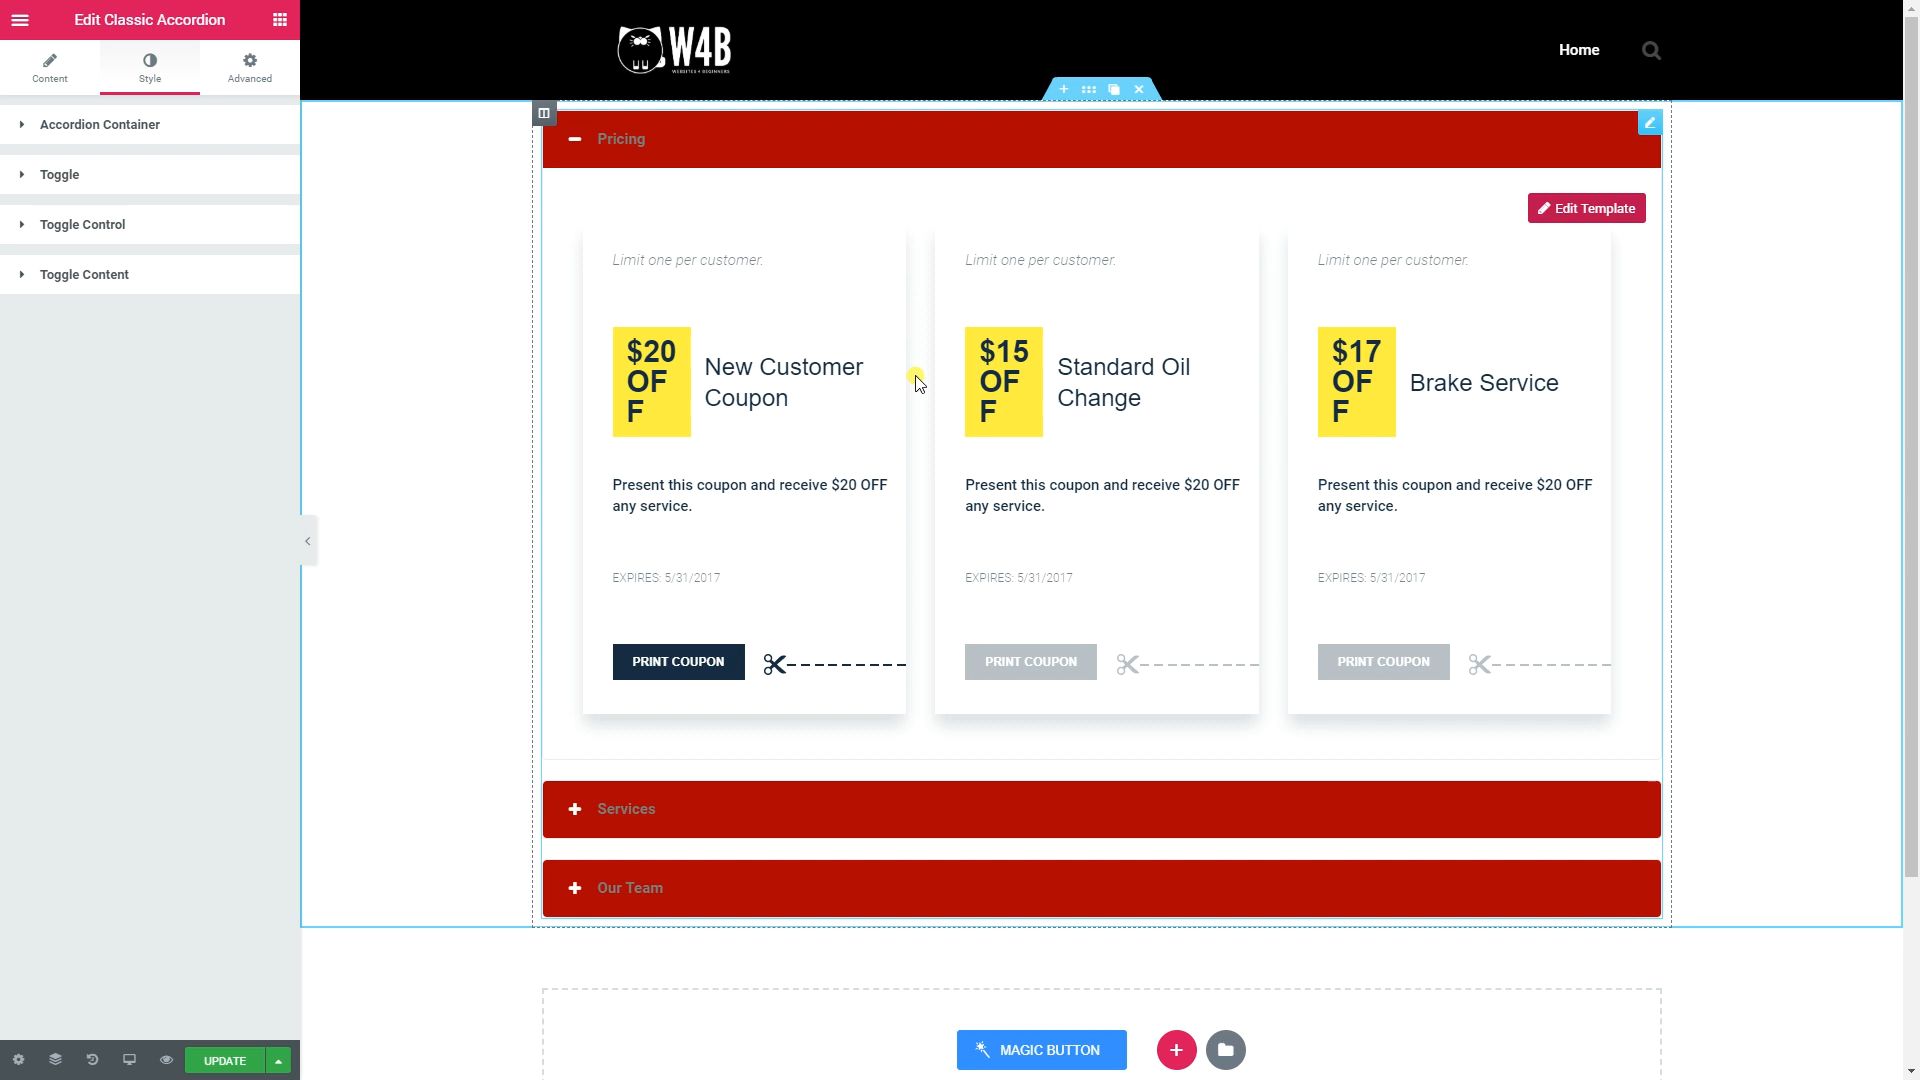 Edit Classic Accordion
Content
Style
Advanced
Accordion Container
Toggle
Toggle Control
Toggle Content
UPDATE
W4B
WEBSITES 4 BEGINNERS
Home
Pricing
Edit Template
Limit one per customer.
$20
OF
F
New Customer
Coupon
Present this coupon and receive $20 OFF
any service.
EXPIRES: 5/31/2017
PRINT COUPON
Limit one per customer.
$15
OF
F
Standard Oil
Change
Present this coupon and receive $20 OFF
any service.
EXPIRES: 5/31/2017
PRINT COUPON
Limit one per customer.
$17
OF
F
Brake Service
Present this coupon and receive $20 OFF
any service.
EXPIRES: 5/31/2017
PRINT COUPON
Services
Our Team
MAGIC BUTTON